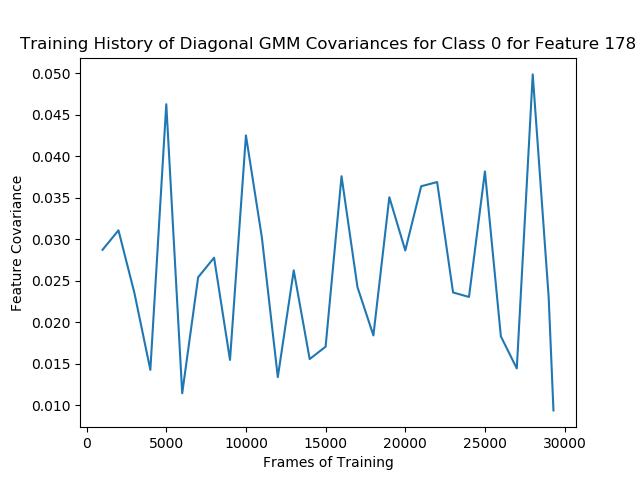 Training History of Diagonal GMM Covariances for Class 0 for Feature 178
0.050
0.045
0.040
0.035
0.030
0.025
0.020
0.015
0.010
Feature Covariance
0 5000 10000 15000 20000 25000 30000
Frames of Training